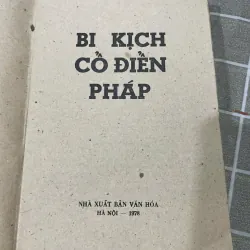 BI KỊCH
CỔ ĐIỂN
PHÁP
NHÀ XUẤT BẢN VĂN HÓA
HÀ NỘI — 1978